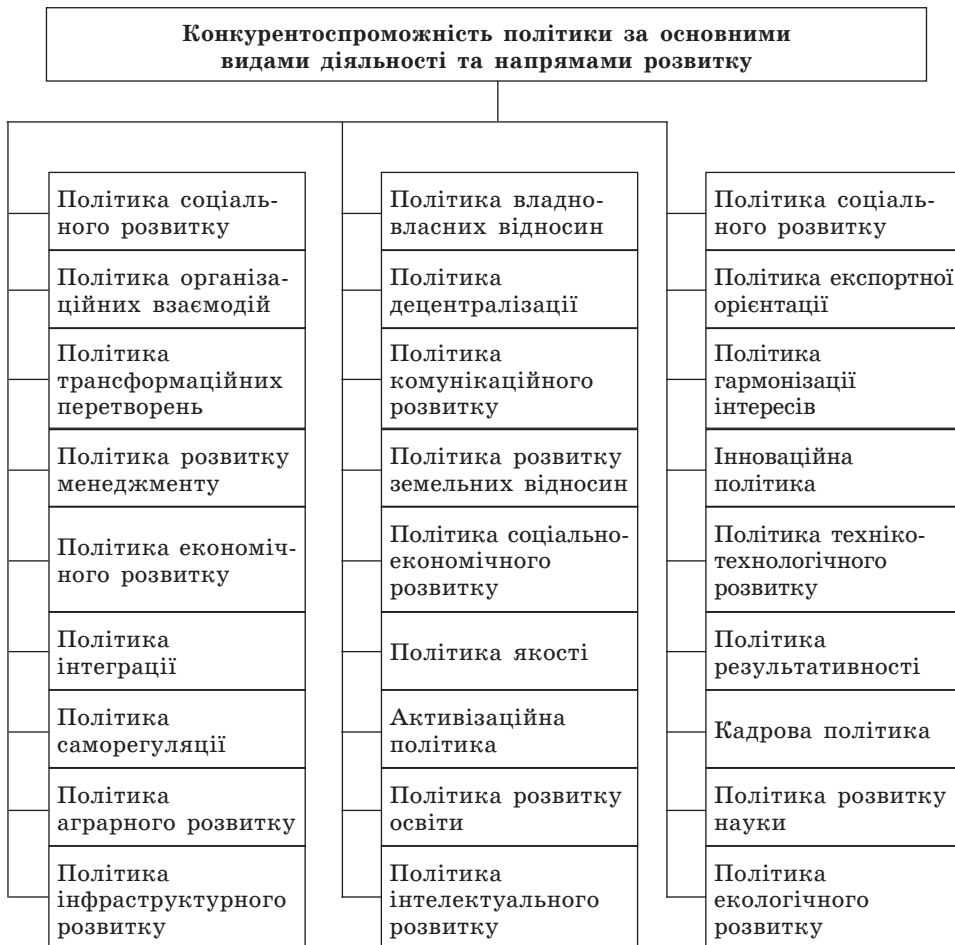 Конкурентоспроможність політики за основними
видами діяльності та напрямами розвитку
Політика соціаль-
ного розвитку
Політика організа-
ційних взаємодій
Політика
трансформаційних
перетворень
Політика розвитку
менеджменту
Політика економіч-
ного розвитку
Політика
інтеграції
Політика
саморегуляції
Політика
аграрного розвитку
Політика
інфраструктурного
розвитку
Політика владно-
власних відносин
Політика
децентралізації
Політика
комунікаційного
розвитку
Політика розвитку
земельних відносин
Політика соціально-
економічного
розвитку
Політика якості
Активізаційна
політика
Політика розвитку
освіти
Політика
інтелектуального
розвитку
Політика соціаль-
ного розвитку
Політика експортної
орієнтації
Політика
гармонізації
інтересів
Інноваційна
політика
Політика техніко-
технологічного
розвитку
Політика
результативності
Кадрова політика
Політика розвитку
науки
Політика
екологічного
розвитку